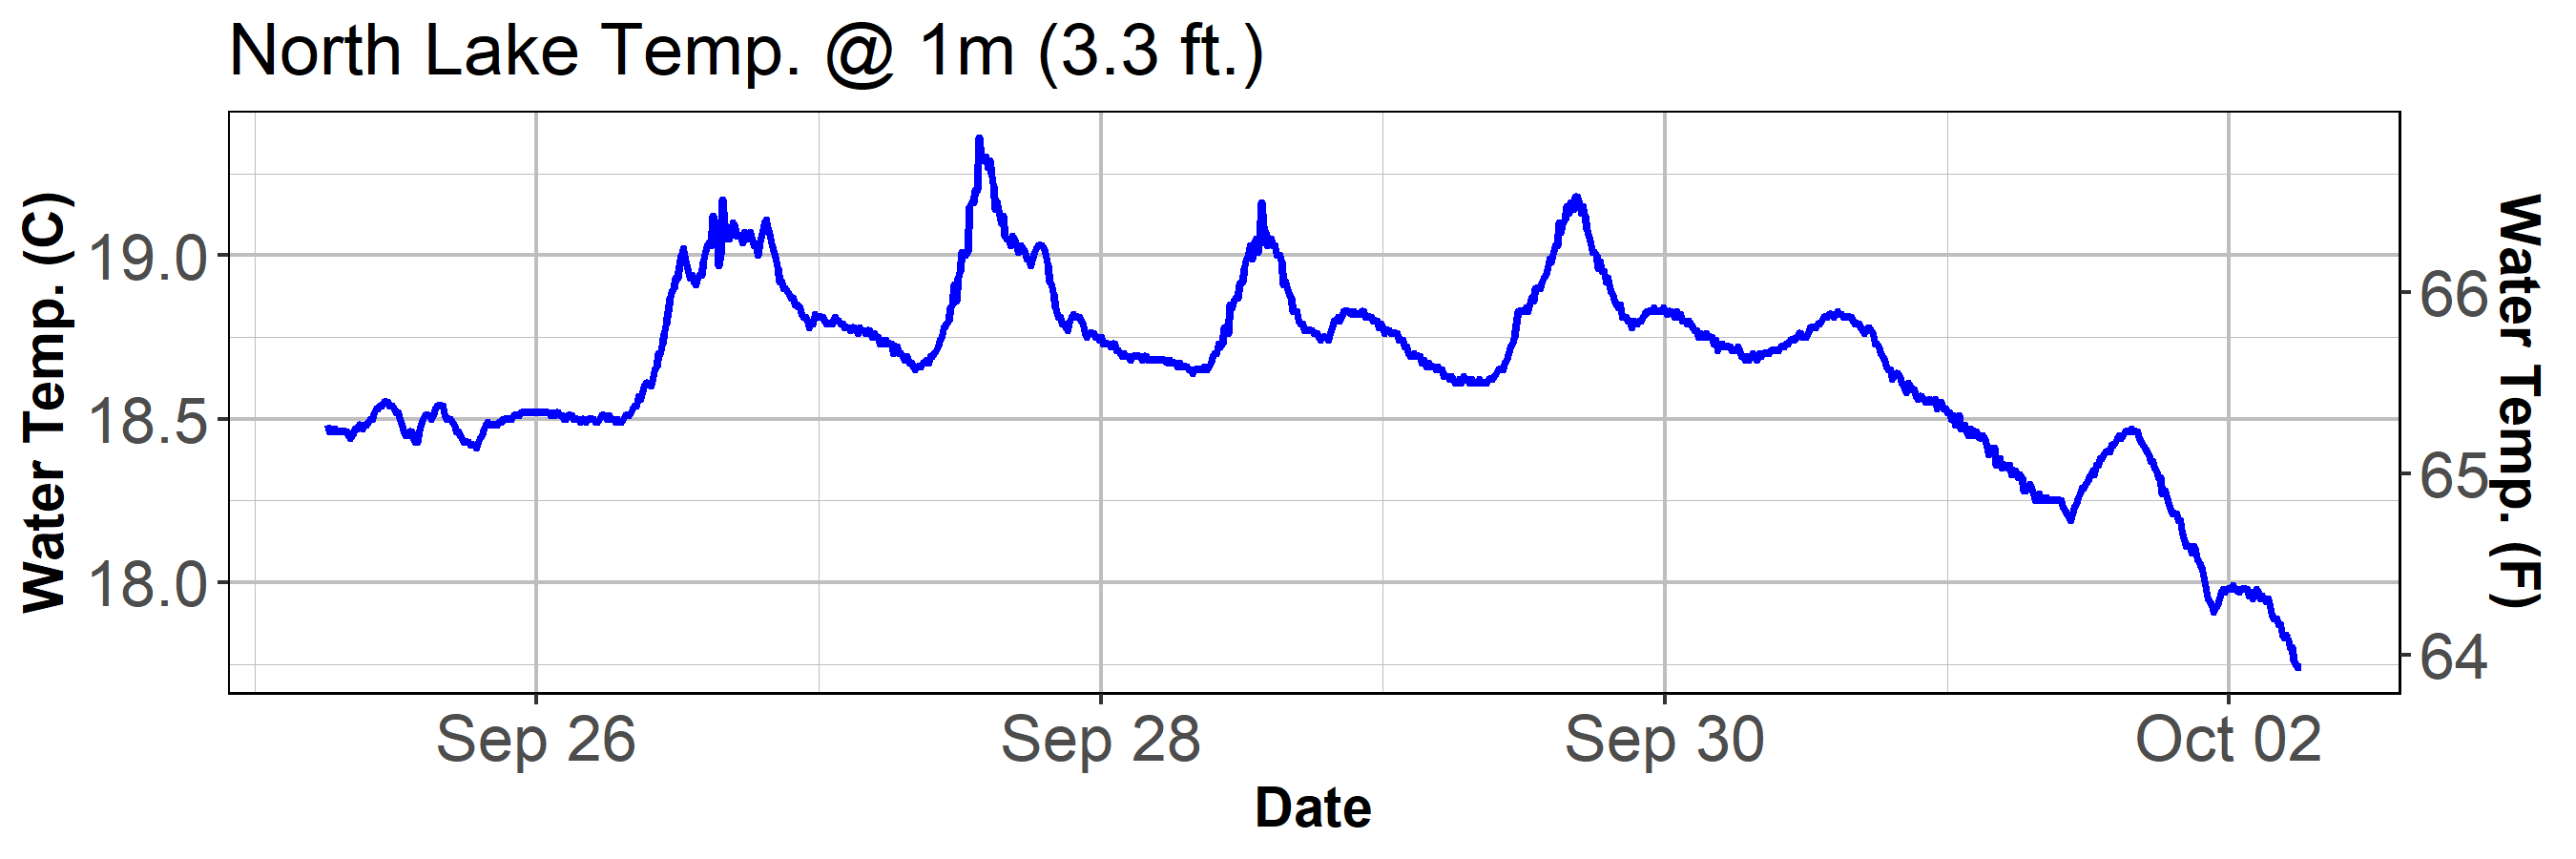 North Lake Temp. @ 1m (3.3 ft.)
Water Temp. (C)
19.0
18.5
18.0
Water Temp. (F)
66
65
64
Sep 26
Sep 28
Sep 30
Oct 02
Date